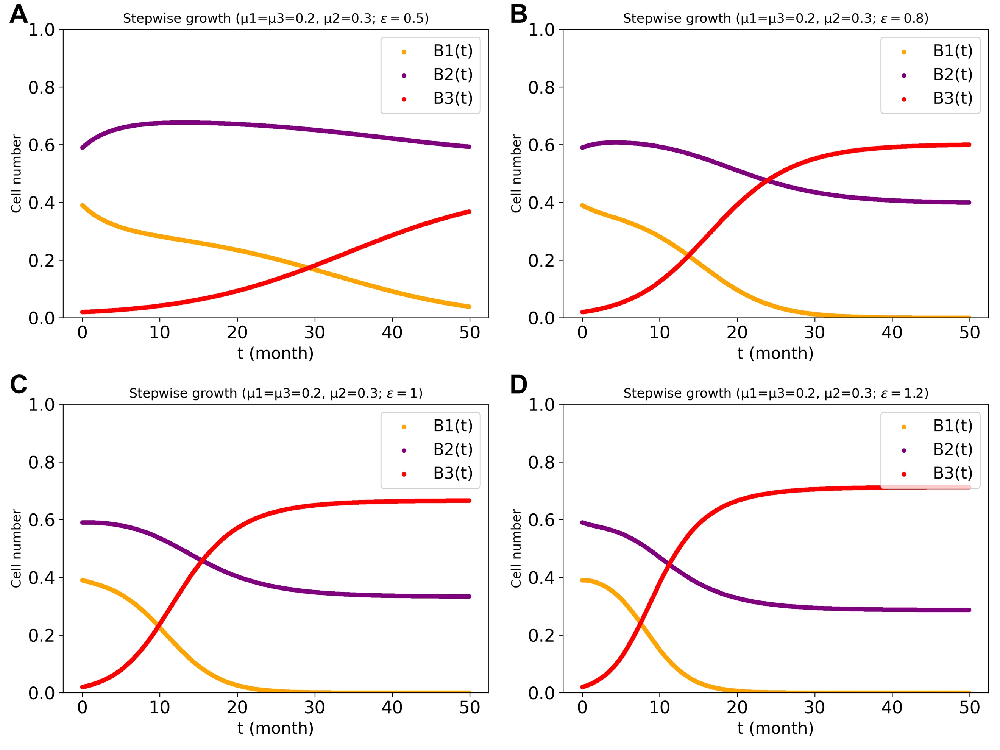 A
Stepwise growth (μ1=μ3=0.2, μ2=0.3; ε = 0.5)
1.0
0.8
0.6
0.4
0.2
0.0
Cell number
B1(t)
B2(t)
B3(t)
0 10 20 30 40 50
t (month)
B
Stepwise growth (μ1=μ3=0.2, μ2=0.3; ε = 0.8)
1.0
0.8
0.6
0.4
0.2
0.0
Cell number
B1(t)
B2(t)
B3(t)
0 10 20 30 40 50
t (month)
C
Stepwise growth (μ1=μ3=0.2, μ2=0.3; ε = 1)
1.0
0.8
0.6
0.4
0.2
0.0
Cell number
B1(t)
B2(t)
B3(t)
0 10 20 30 40 50
t (month)
D
Stepwise growth (μ1=μ3=0.2, μ2=0.3; ε = 1.2)
1.0
0.8
0.6
0.4
0.2
0.0
Cell number
B1(t)
B2(t)
B3(t)
0 10 20 30 40 50
t (month)